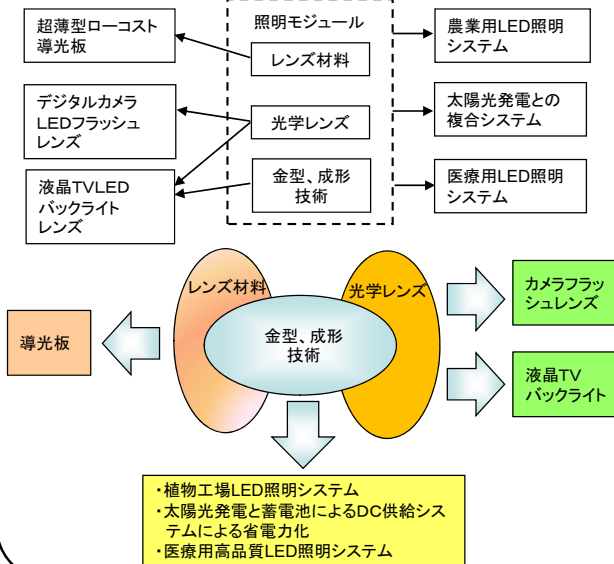 超薄型ローコスト
導光板
デジタルカメラ
LEDフラッシュ
レンズ
液晶TVLED
バックライト
レンズ
照明モジュール
レンズ材料
光学レンズ
金型、成形
技術
農業用LED照明
システム
太陽光発電との
複合システム
医療用LED照明
システム
レンズ材料
光学レンズ
金型、成形
技術
導光板
カメラフラッ
シュレンズ
液晶TV
バックライト
・植物工場LED照明システム
・太陽光発電と蓄電池によるDC供給シス
テムによる省電力化
・医療用高品質LED照明システム